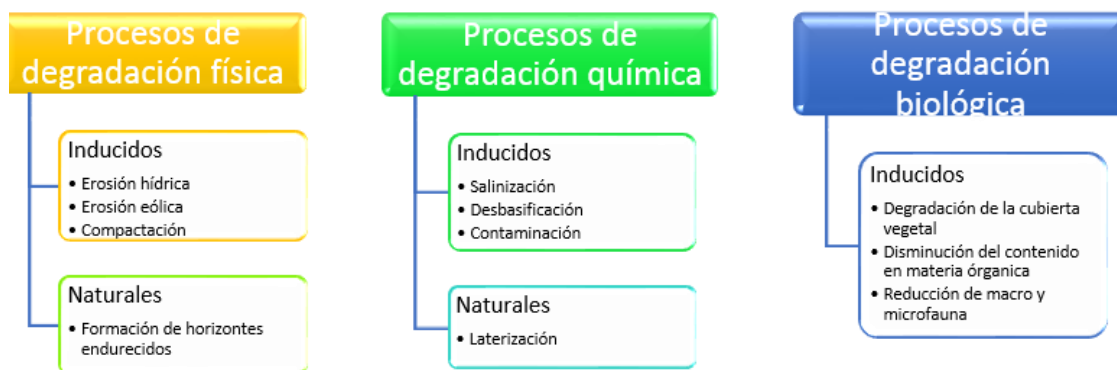 Procesos de
degradación física
Inducidos
• Erosión hídrica
• Erosión eólica
• Compactación
Naturales
• Formación de horizontes
endurecidos
Procesos de
degradación química
Inducidos
• Salinización
• Desbasificación
• Contaminación
Naturales
• Laterización
Procesos de
degradación
biológica
Inducidos
• Degradación de la cubierta
vegetal
• Disminución del contenido
en materia órganica
• Reducción de macro y
microfauna